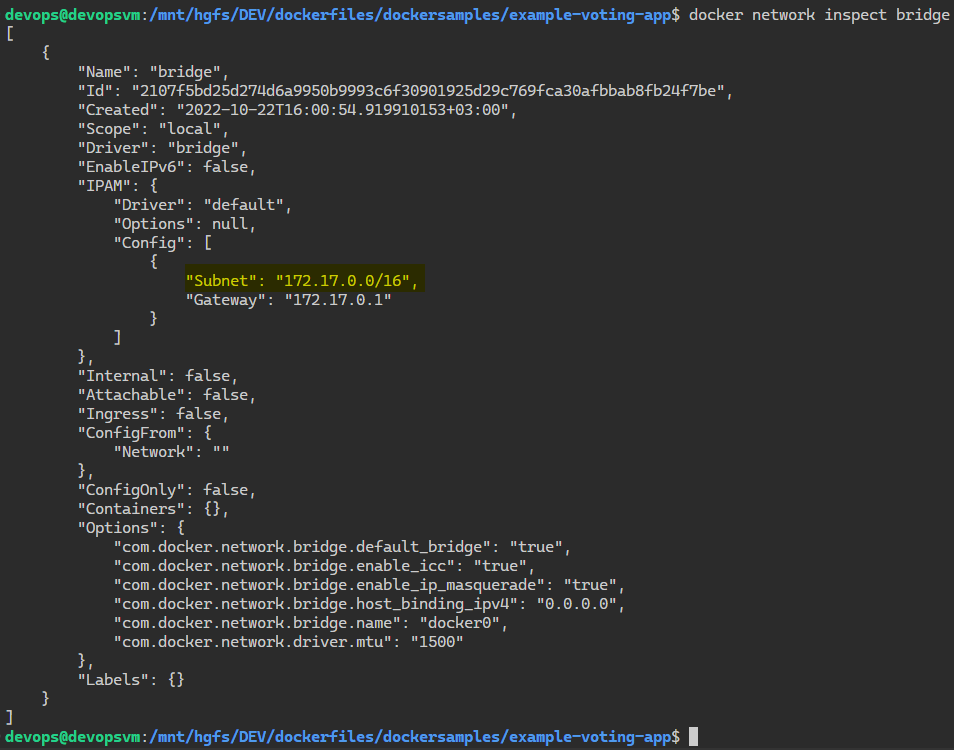 devops@devopsvm:/mnt/hgfs/DEV/dockerfiles/dockersamples/example-voting-app$ docker network inspect bridge
[
    {
        "Name": "bridge",
        "Id": "2107f5bd25d274d6a9950b9993c6f30901925d29c769fca30afbbab8fb24f7be",
        "Created": "2022-10-22T16:00:54.919910153+03:00",
        "Scope": "local",
        "Driver": "bridge",
        "EnableIPv6": false,
        "IPAM": {
            "Driver": "default",
            "Options": null,
            "Config": [
                {
                    "Subnet": "172.17.0.0/16",
                    "Gateway": "172.17.0.1"
                }
            ]
        },
        "Internal": false,
        "Attachable": false,
        "Ingress": false,
        "ConfigFrom": {
            "Network": ""
        },
        "ConfigOnly": false,
        "Containers": {},
        "Options": {
            "com.docker.network.bridge.default_bridge": "true",
            "com.docker.network.bridge.enable_icc": "true",
            "com.docker.network.bridge.enable_ip_masquerade": "true",
            "com.docker.network.bridge.host_binding_ipv4": "0.0.0.0",
            "com.docker.network.bridge.name": "docker0",
            "com.docker.network.driver.mtu": "1500"
        },
        "Labels": {}
    }
]
devops@devopsvm:/mnt/hgfs/DEV/dockerfiles/dockersamples/example-voting-app$